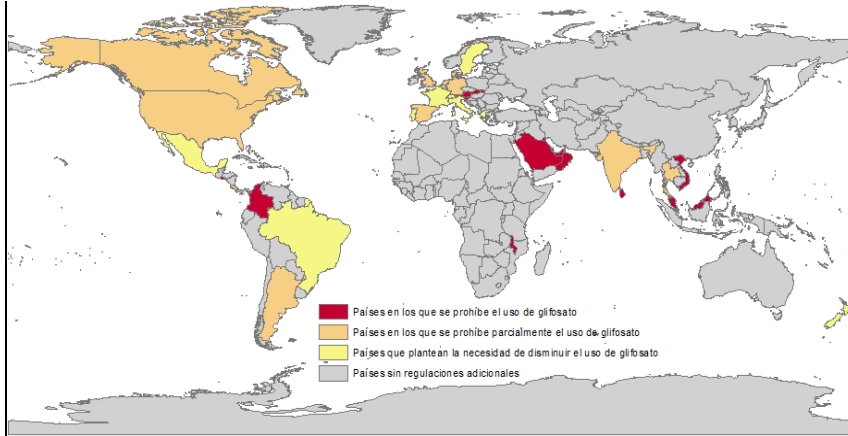 Países en los que se prohíbe el uso de glifosato
Países en los que se prohíbe parcialmente el uso de glifosato
Países que plantean la necesidad de disminuir el uso de glifosato
Países sin regulaciones adicionales